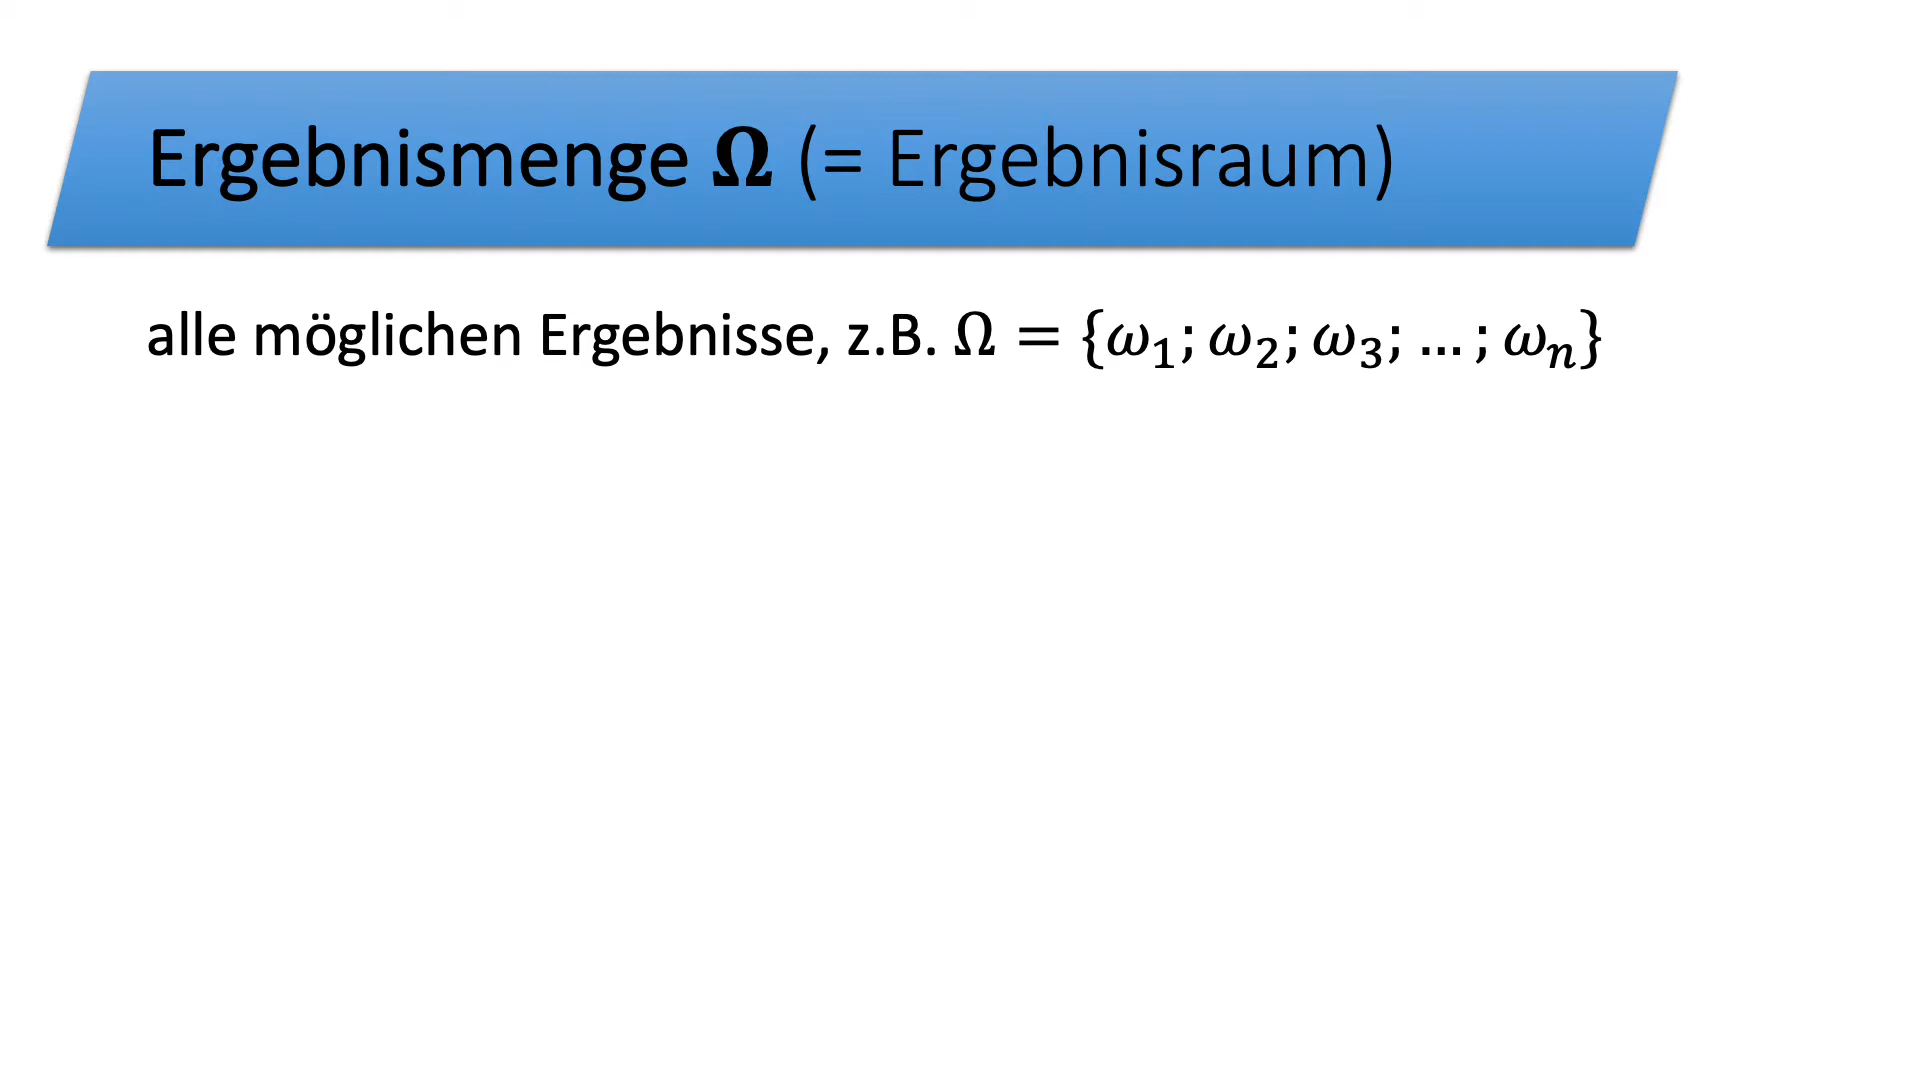 Ergebnismenge 𝛀 (= Ergebnisraum)
alle möglichen Ergebnisse, z.B. Ω = {𝜔₁; 𝜔₂; 𝜔₃; … ; 𝜔ₙ}